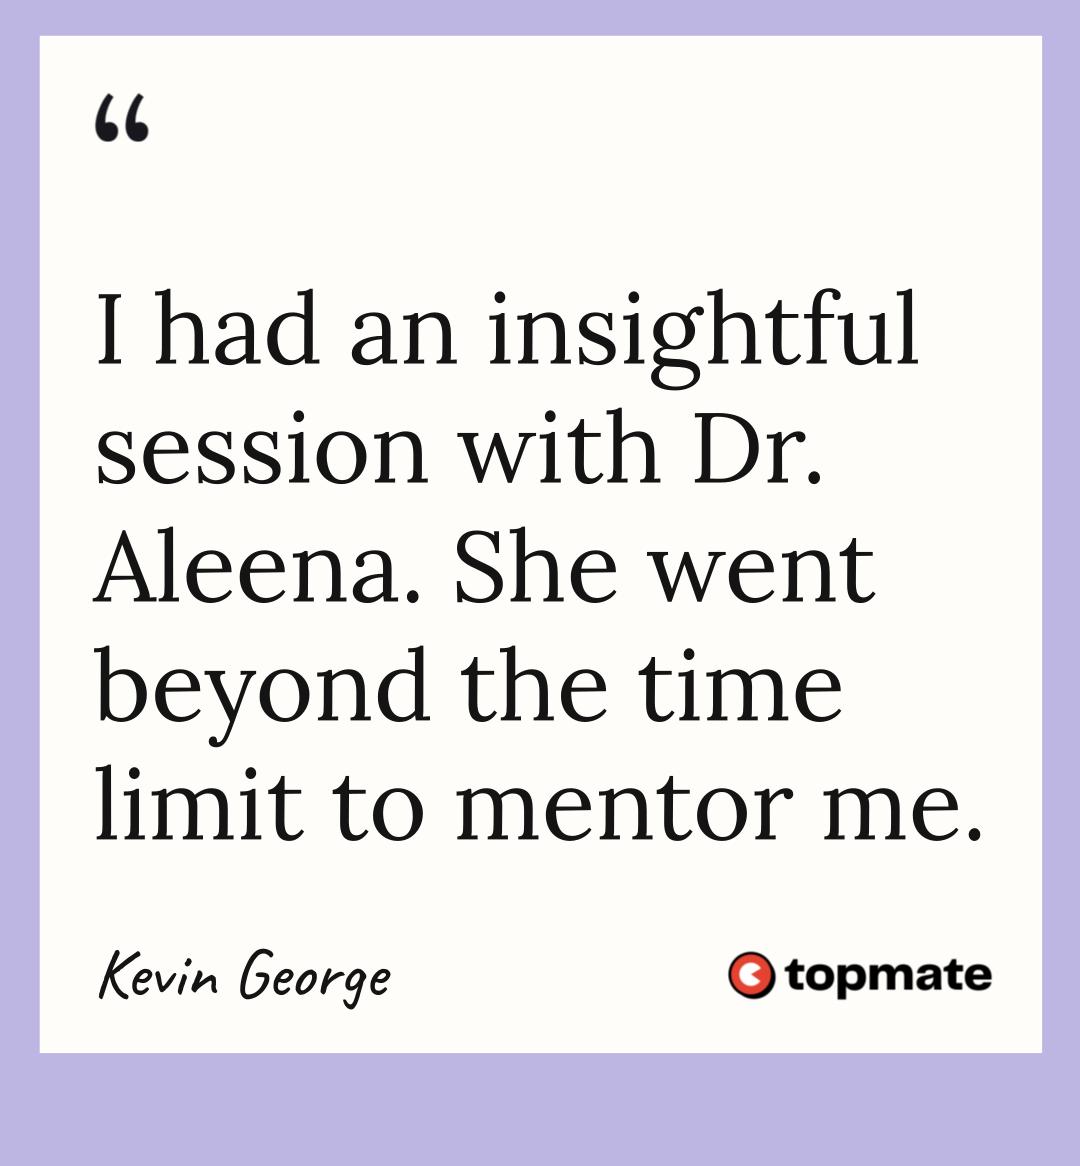 “
I had an insightful
session with Dr.
Aleena. She went
beyond the time
limit to mentor me.
Kevin George
topmate